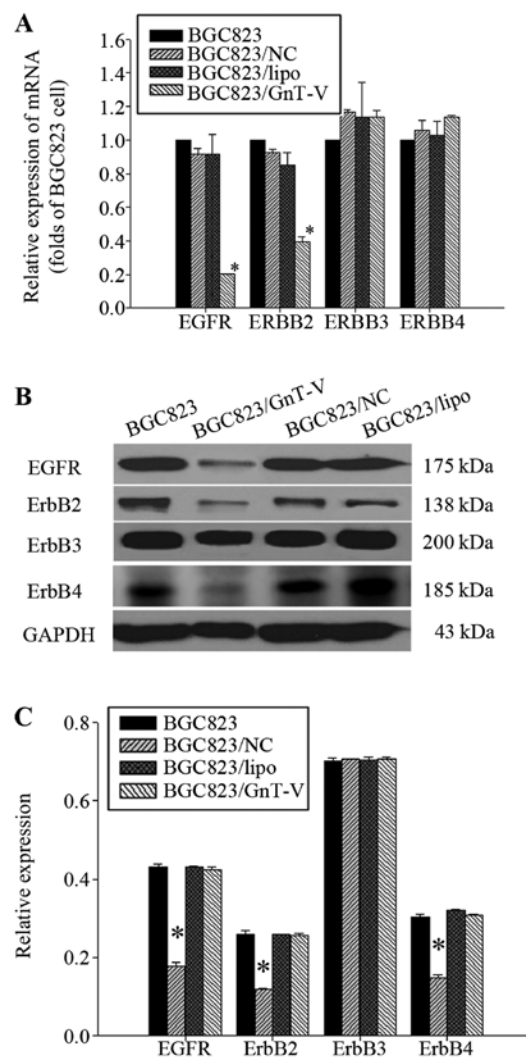 A
BGC823
BGC823/NC
BGC823/lipo
BGC823/GnT-V
Relative expression of mRNA
(folds of BGC823 cell)
1.6
1.4
1.2
1.0
0.8
0.6
0.4
0.2
0.0
*
*
EGFR ERBB2 ERBB3 ERBB4
B
BGC823 BGC823/GnT-V BGC823/NC BGC823/lipo
EGFR 175 kDa
ErbB2 138 kDa
ErbB3 200 kDa
ErbB4 185 kDa
GAPDH 43 kDa
C
BGC823
BGC823/NC
BGC823/lipo
BGC823/GnT-V
Relative expression
0.8
0.6
0.4
0.2
0.0
* * *
EGFR ErbB2 ErbB3 ErbB4